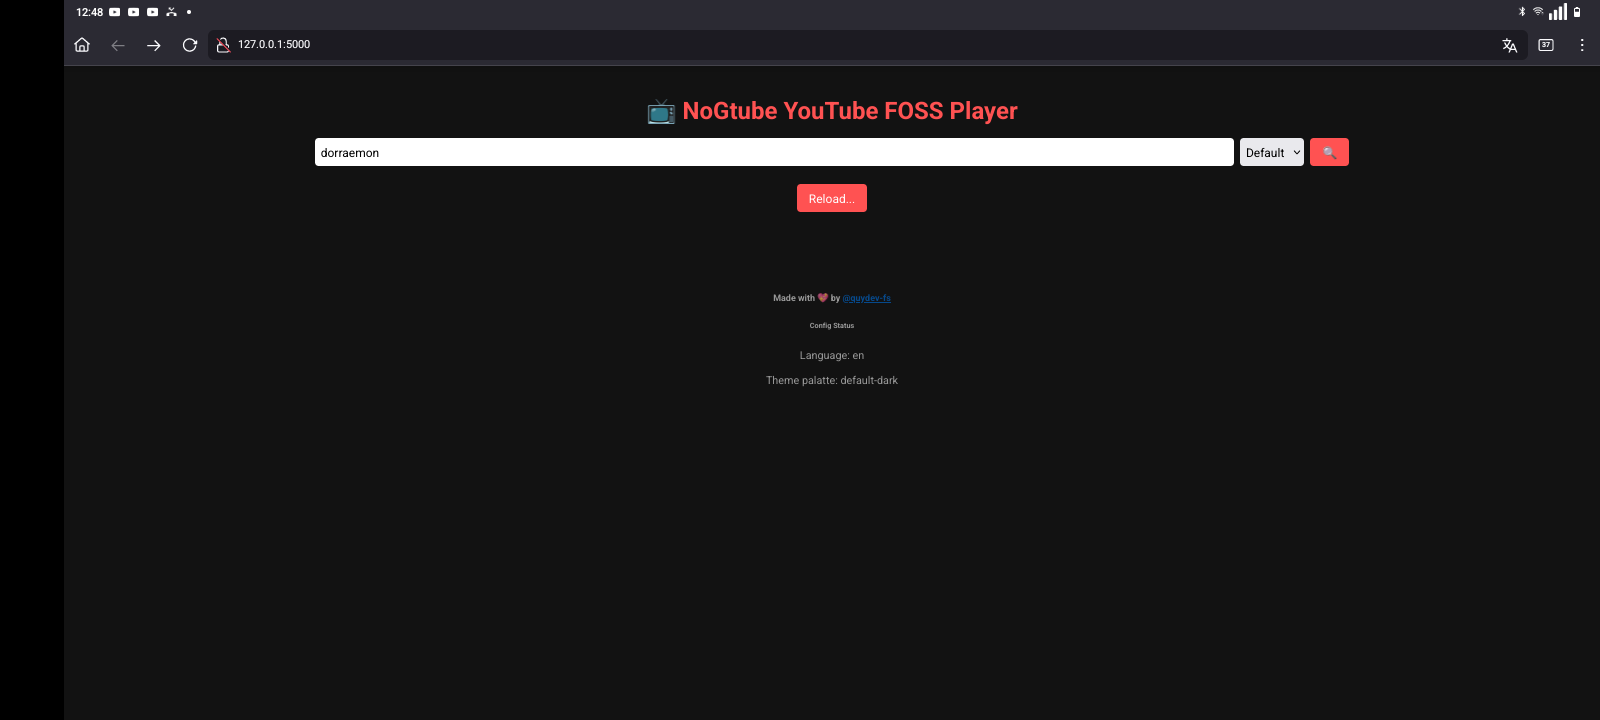 12:48
127.0.0.1:5000
37
NoGtube YouTube FOSS Player
dorraemon
Default
Reload...
Made with ❤️ by @quydev-fs
Config Status
Language: en
Theme palatte: default-dark